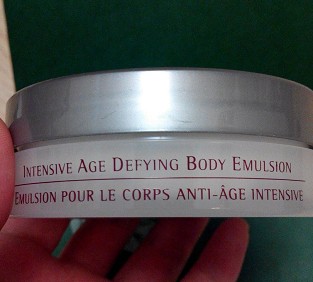 Intensive Age Defying Body Emulsion
Emulsion pour le corps anti-âge intensive